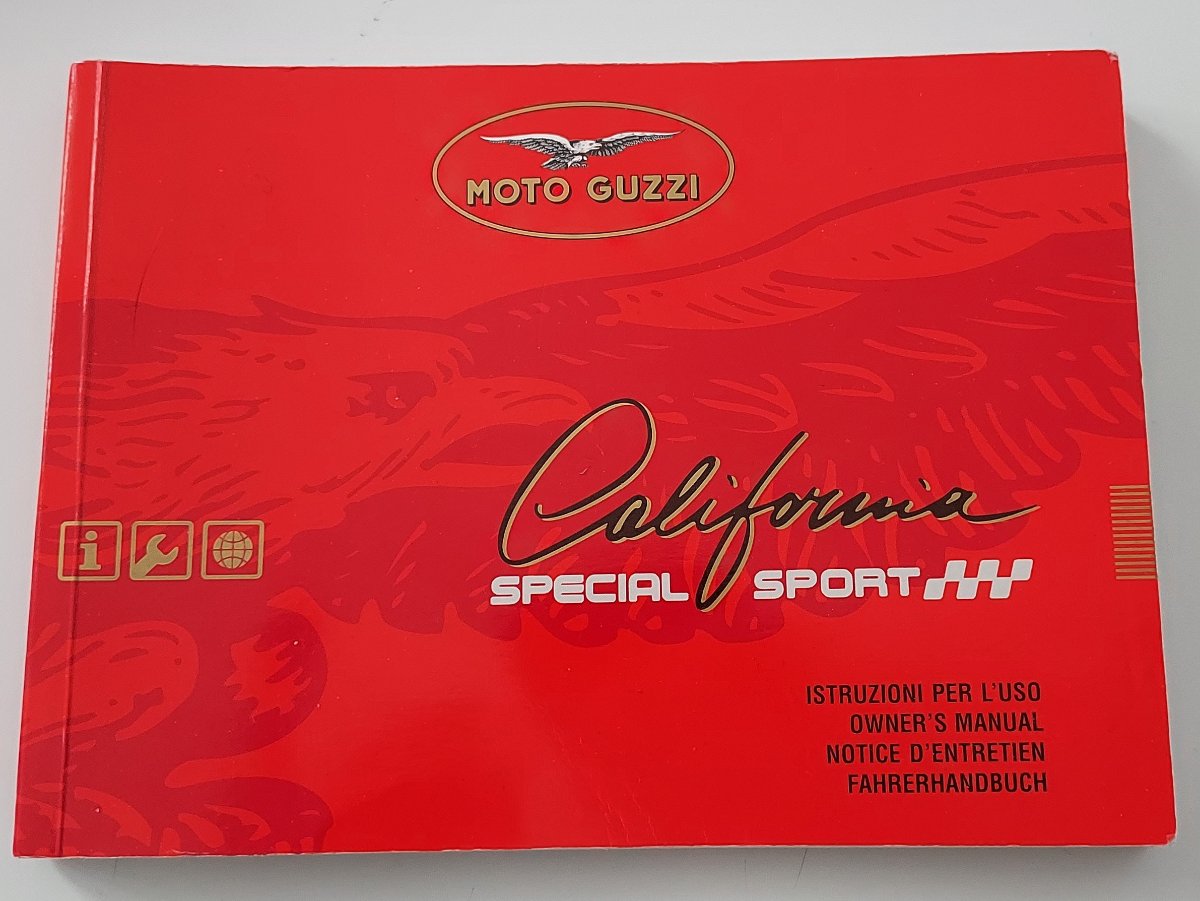 MOTO GUZZI
California
SPECIAL SPORT
i
ISTRUZIONI PER L'USO
OWNER'S MANUAL
NOTICE D'ENTRETIEN
FAHRERHANDBUCH